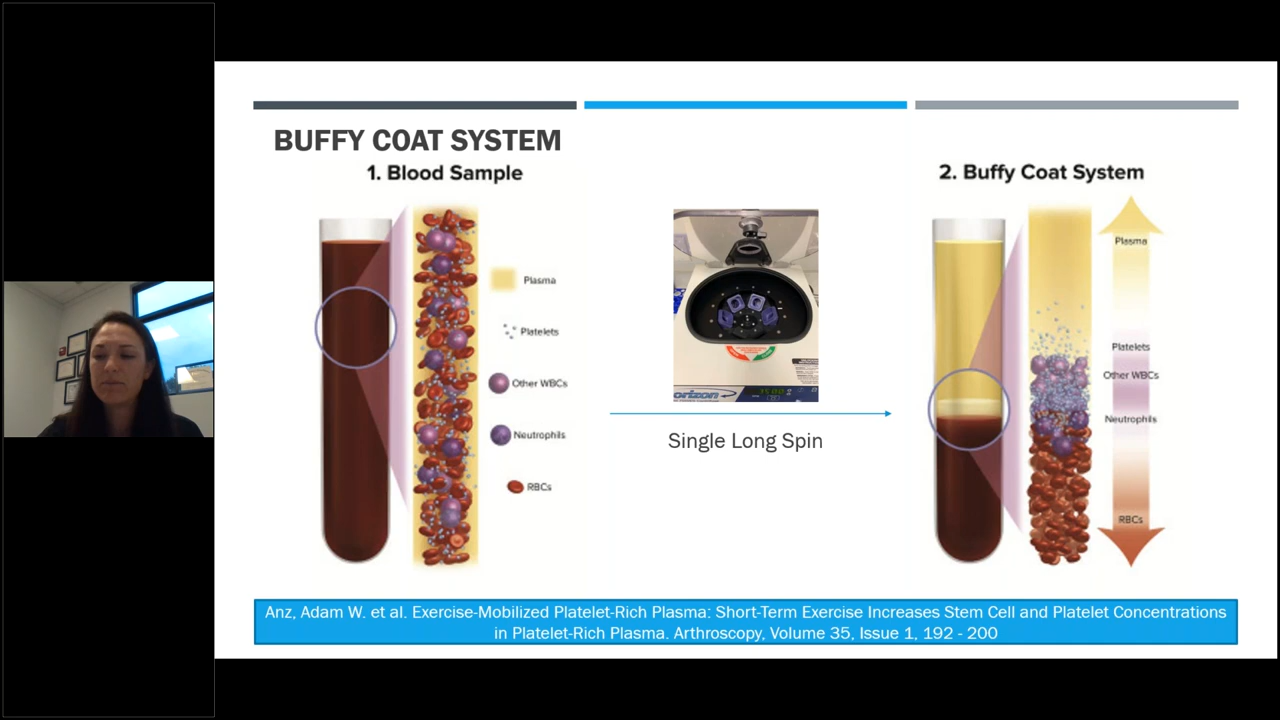 BUFFY COAT SYSTEM
1. Blood Sample
Plasma
Platelets
Other WBCs
Neutrophils
RBCs
orizon
Single Long Spin
2. Buffy Coat System
Plasma
Platelets
Other WBCs
Neutrophils
RBCs
Anz, Adam W. et al. Exercise-Mobilized Platelet-Rich Plasma: Short-Term Exercise Increases Stem Cell and Platelet Concentrations
in Platelet-Rich Plasma. Arthroscopy, Volume 35, Issue 1, 192 - 200